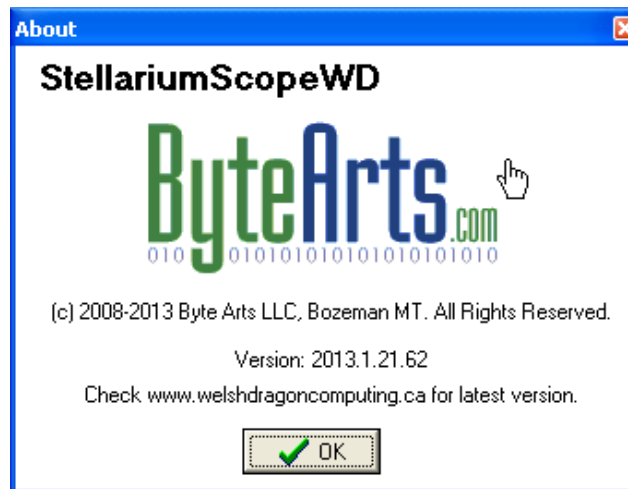 About
StellariumScopeWD
ByteArts.com
010 010101010101010101010
(c) 2008-2013 Byte Arts LLC, Bozeman MT. All Rights Reserved.
Version: 2013.1.21.62
Check www.welshdragoncomputing.ca for latest version.
OK